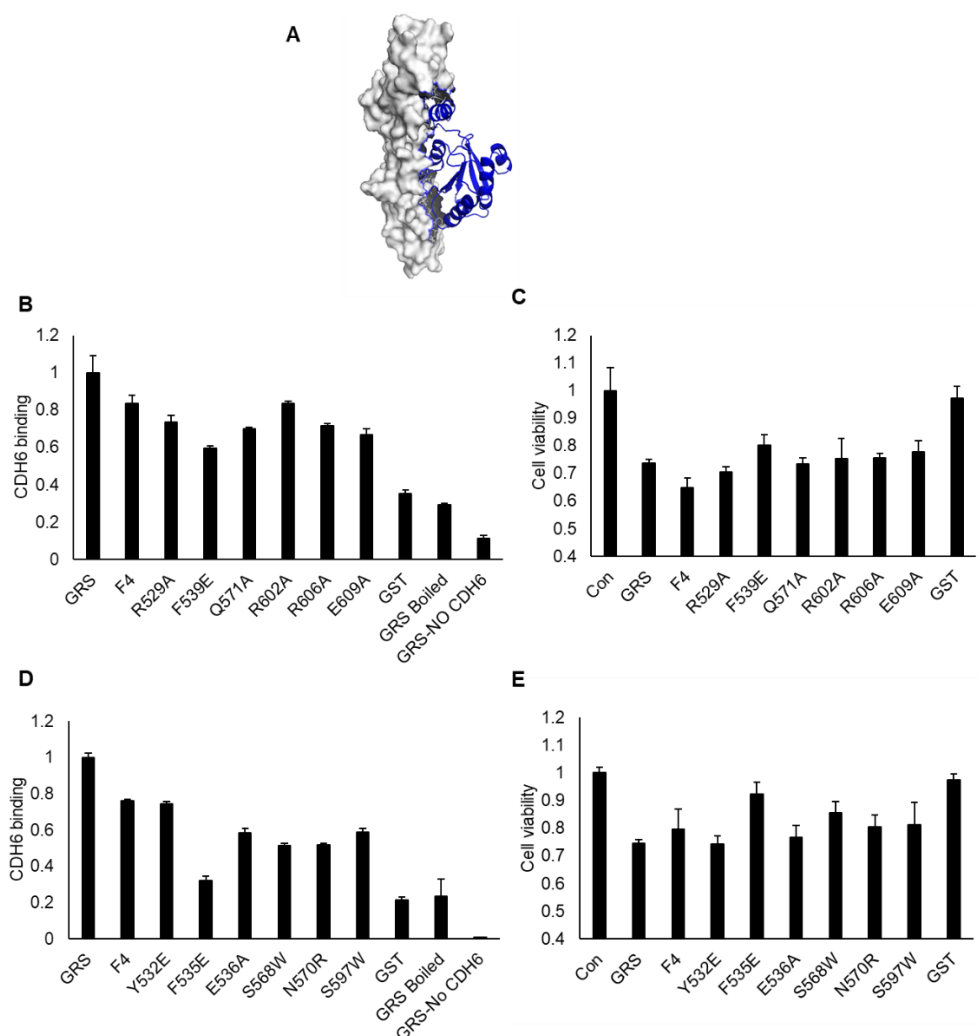 A
B
C
1.2
1
0.8
0.6
0.4
0.2
0
CDH6 binding
GRS
F4
R529A
F539E
Q571A
R602A
R606A
E609A
GST
GRS Boiled
GRS-NO CDH6
1.2
1.1
1
0.9
0.8
0.7
0.6
0.5
0.4
Cell viability
Con
GRS
F4
R529A
F539E
Q571A
R602A
R606A
E609A
GST
D
E
1.2
1
0.8
0.6
0.4
0.2
0
CDH6 binding
GRS
F4
Y532E
F535E
E536A
S568W
N570R
S597W
GST
GRS Boiled
GRS-No CDH6
1.2
1.1
1
0.9
0.8
0.7
0.6
0.5
0.4
Cell viability
Con
GRS
F4
Y532E
F535E
E536A
S568W
N570R
S597W
GST